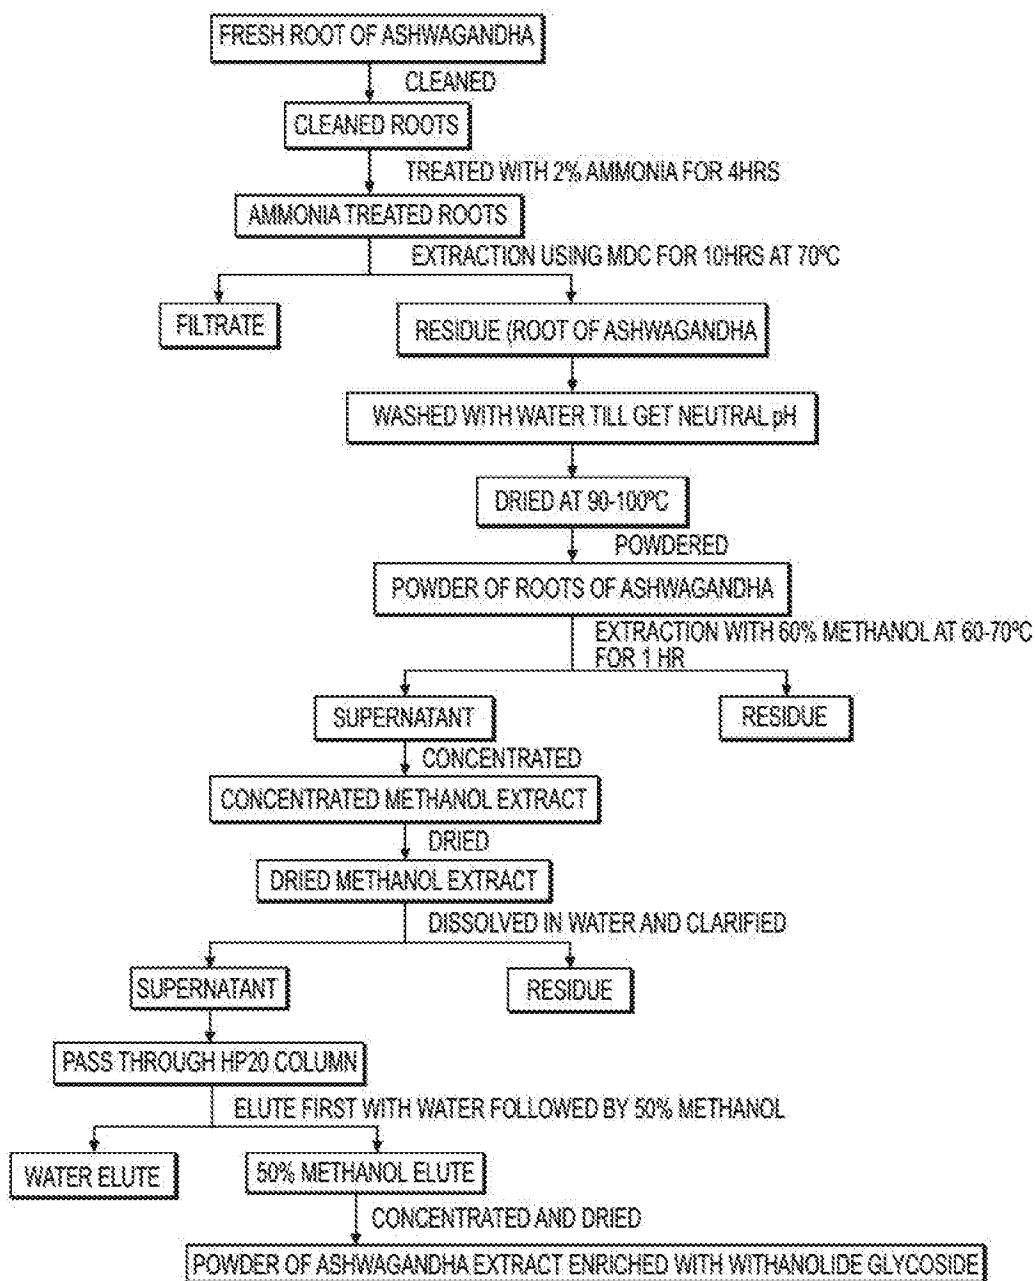 FRESH ROOT OF ASHWAGANDHA
CLEANED
CLEANED ROOTS
TREATED WITH 2% AMMONIA FOR 4HRS
AMMONIA TREATED ROOTS
EXTRACTION USING MDC FOR 10HRS AT 70ºC
FILTRATE
RESIDUE (ROOT OF ASHWAGANDHA
WASHED WITH WATER TILL GET NEUTRAL pH
DRIED AT 90-100ºC
POWDERED
POWDER OF ROOTS OF ASHWAGANDHA
EXTRACTION WITH 60% METHANOL AT 60-70ºC
FOR 1 HR
SUPERNATANT
RESIDUE
CONCENTRATED
CONCENTRATED METHANOL EXTRACT
DRIED
DRIED METHANOL EXTRACT
DISSOLVED IN WATER AND CLARIFIED
SUPERNATANT
RESIDUE
PASS THROUGH HP20 COLUMN
ELUTE FIRST WITH WATER FOLLOWED BY 50% METHANOL
WATER ELUTE
50% METHANOL ELUTE
CONCENTRATED AND DRIED
POWDER OF ASHWAGANDHA EXTRACT ENRICHED WITH WITHANOLIDE GLYCOSIDE